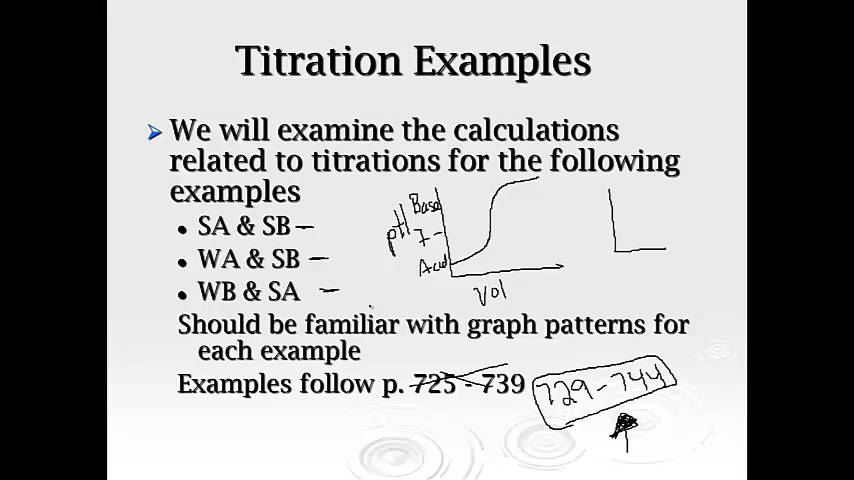 Titration Examples
We will examine the calculations
related to titrations for the following
examples
SA & SB –
WA & SB –
WB & SA –
pH
Base
7 –
Acid
Vol
Should be familiar with graph patterns for
each example
Examples follow p. 725 - 739 729-744